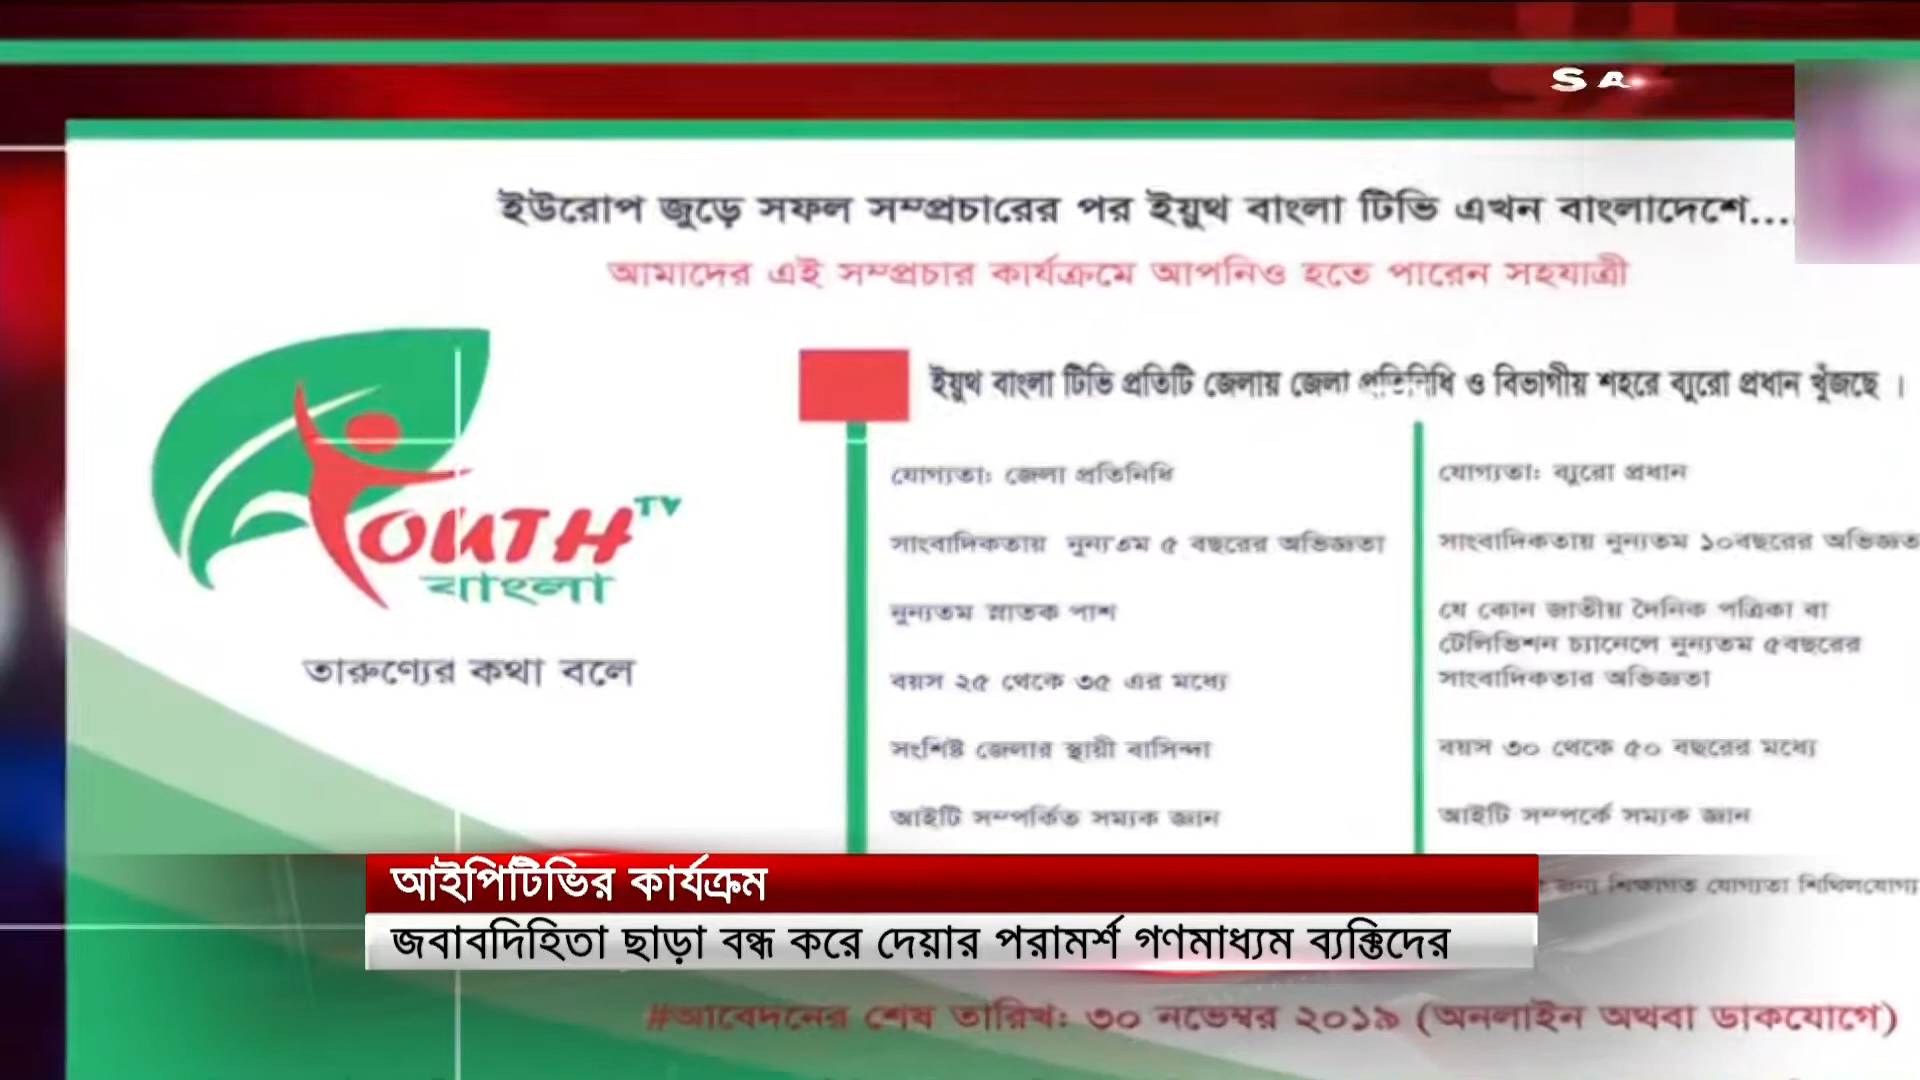 SA
ইউরোপ জুড়ে সফল সম্প্রচারের পর ইয়ুথ বাংলা টিভি এখন বাংলাদেশে....
আমাদের এই সম্প্রচার কার্যক্রমে আপনিও হতে পারেন সহযাত্রী
ইয়ুথ বাংলা টিভি প্রতিটি জেলায় জেলা প্রতিনিধি ও বিভাগীয় শহরে ব্যুরো প্রধান খুঁজছে ।
YOUTH TV
বাংলা
তারুণ্যের কথা বলে
যোগ্যতা: জেলা প্রতিনিধি
সাংবাদিকতায় নুন্যতম ৫ বছরের অভিজ্ঞতা
নুন্যতম স্নাতক পাশ
বয়স ২৫ থেকে ৩৫ এর মধ্যে
সংশিষ্ট জেলার স্থায়ী বাসিন্দা
আইটি সম্পর্কিত সম্যক জ্ঞান
যোগ্যতা: ব্যুরো প্রধান
সাংবাদিকতায় নুন্যতম ১০বছরের অভিজ্ঞত
যে কোন জাতীয় দৈনিক পত্রিকা বা
টেলিভিশন চ্যানেলে নুন্যতম ৫বছরের
সাংবাদিকতার অভিজ্ঞতা
বয়স ৩০ থেকে ৫০ বছরের মধ্যে
আইটি সম্পর্কে সম্যক জ্ঞান
জন্য শিক্ষাগত যোগ্যতা শিথিলযোগ্য
আইপিটিভির কার্যক্রম
জবাবদিহিতা ছাড়া বন্ধ করে দেয়ার পরামর্শ গণমাধ্যম ব্যক্তিদের
#আবেদনের শেষ তারিখ: ৩০ নভেম্বর ২০১৯ (অনলাইন অথবা ডাকযোগে)